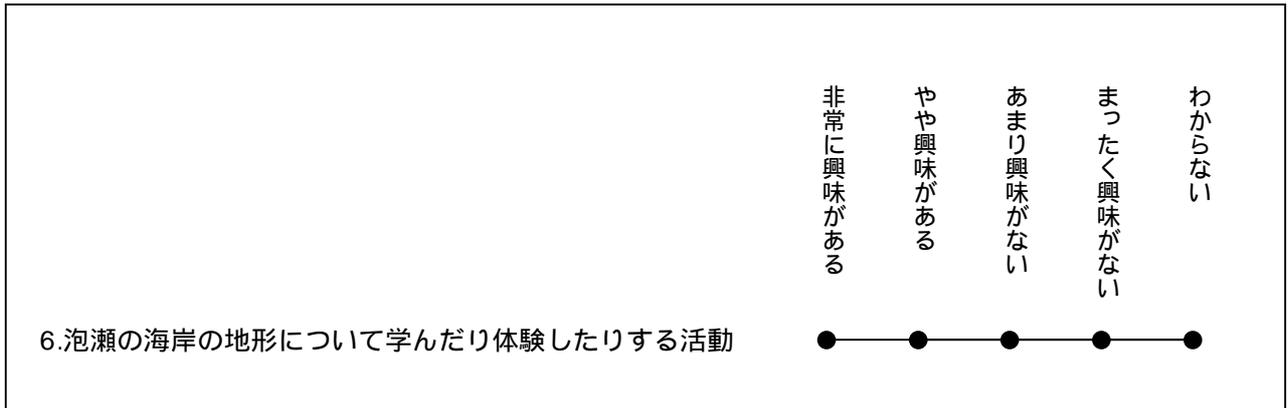 非常に興味がある
やや興味がある
あまり興味がない
まったく興味がない
わからない
6.泡瀬の海岸の地形について学んだり体験したりする活動